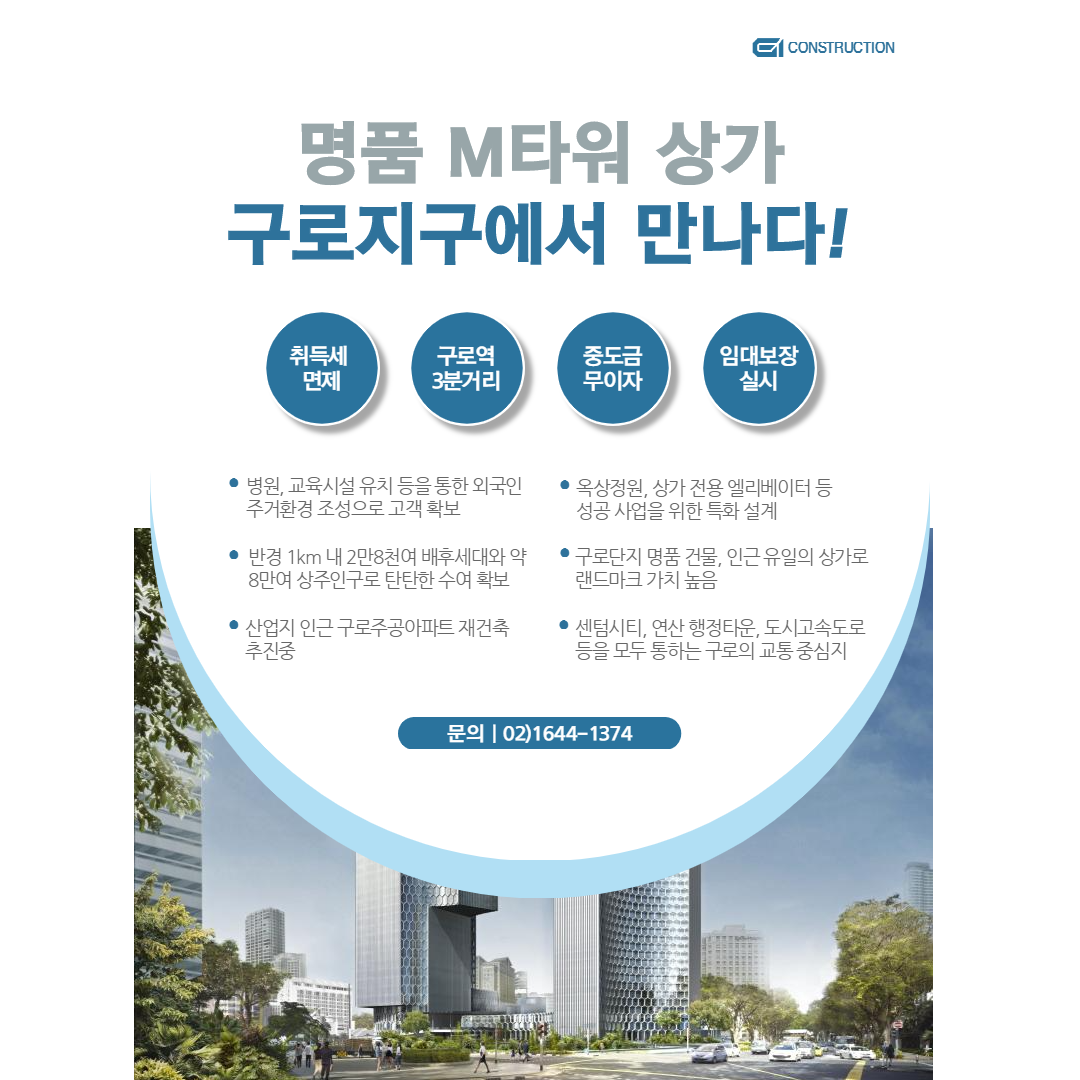 CONSTRUCTION
명품 M타워 상가
구로지구에서 만나다!
취득세
면제
구로역
3분거리
중도금
무이자
임대보장
실시
• 병원, 교육시설 유치 등을 통한 외국인
주거환경 조성으로 고객 확보
• 반경 1km 내 2만8천여 배후세대와 약
8만여 상주인구로 탄탄한 수여 확보
• 산업지 인근 구로주공아파트 재건축
추진중
• 옥상정원, 상가 전용 엘리베이터 등
성공 사업을 위한 특화 설계
• 구로단지 명품 건물, 인근 유일의 상가로
랜드마크 가치 높음
• 센텀시티, 연산 행정타운, 도시고속도로
등을 모두 통하는 구로의 교통 중심지
문의 | 02)1644-1374